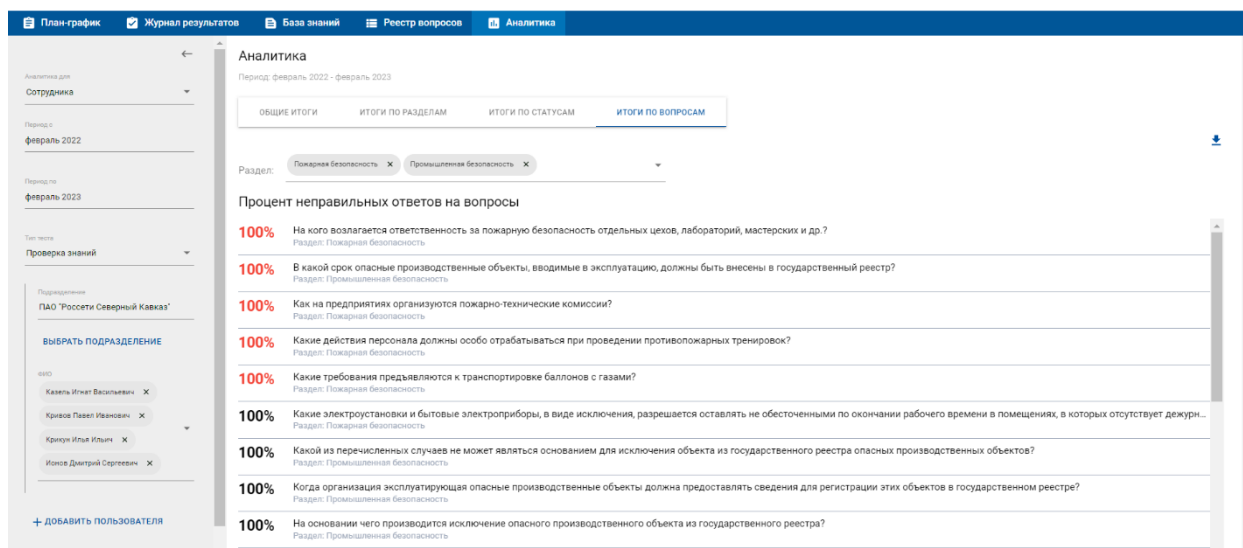 План-график
Журнал результатов
База знаний
Реестр вопросов
Аналитика
Аналитика для
Сотрудника
Период с
февраль 2022
Период по
февраль 2023
Тип теста
Проверка знаний
Подразделение
ПАО "Россети Северный Кавказ"
ВЫБРАТЬ ПОДРАЗДЕЛЕНИЕ
ФИО
Казель Игнат Васильевич X
Кривов Павел Иванович X
Крикун Илья Ильич X
Ионов Дмитрий Сергеевич X
+ ДОБАВИТЬ ПОЛЬЗОВАТЕЛЯ
Аналитика
Период: февраль 2022 - февраль 2023
ОБЩИЕ ИТОГИ
ИТОГИ ПО РАЗДЕЛАМ
ИТОГИ ПО СТАТУСАМ
ИТОГИ ПО ВОПРОСАМ
Раздел:
Пожарная безопасность X
Промышленная безопасность X
Процент неправильных ответов на вопросы
100% На кого возлагается ответственность за пожарную безопасность отдельных цехов, лабораторий, мастерских и др.?
Раздел: Пожарная безопасность
100% В какой срок опасные производственные объекты, вводимые в эксплуатацию, должны быть внесены в государственный реестр?
Раздел: Промышленная безопасность
100% Как на предприятиях организуются пожарно-технические комиссии?
Раздел: Пожарная безопасность
100% Какие действия персонала должны особо отрабатываться при проведении противопожарных тренировок?
Раздел: Пожарная безопасность
100% Какие требования предъявляются к транспортировке баллонов с газами?
Раздел: Пожарная безопасность
100% Какие электроустановки и бытовые электроприборы, в виде исключения, разрешается оставлять не обесточенными по окончании рабочего времени в помещениях, в которых отсутствует дежурн...
Раздел: Пожарная безопасность
100% Какой из перечисленных случаев не может являться основанием для исключения объекта из государственного реестра опасных производственных объектов?
Раздел: Промышленная безопасность
100% Когда организация эксплуатирующая опасные производственные объекты должна предоставлять сведения для регистрации этих объектов в государственном реестре?
Раздел: Промышленная безопасность
100% На основании чего производится исключение опасного производственного объекта из государственного реестра?
Раздел: Промышленная безопасность